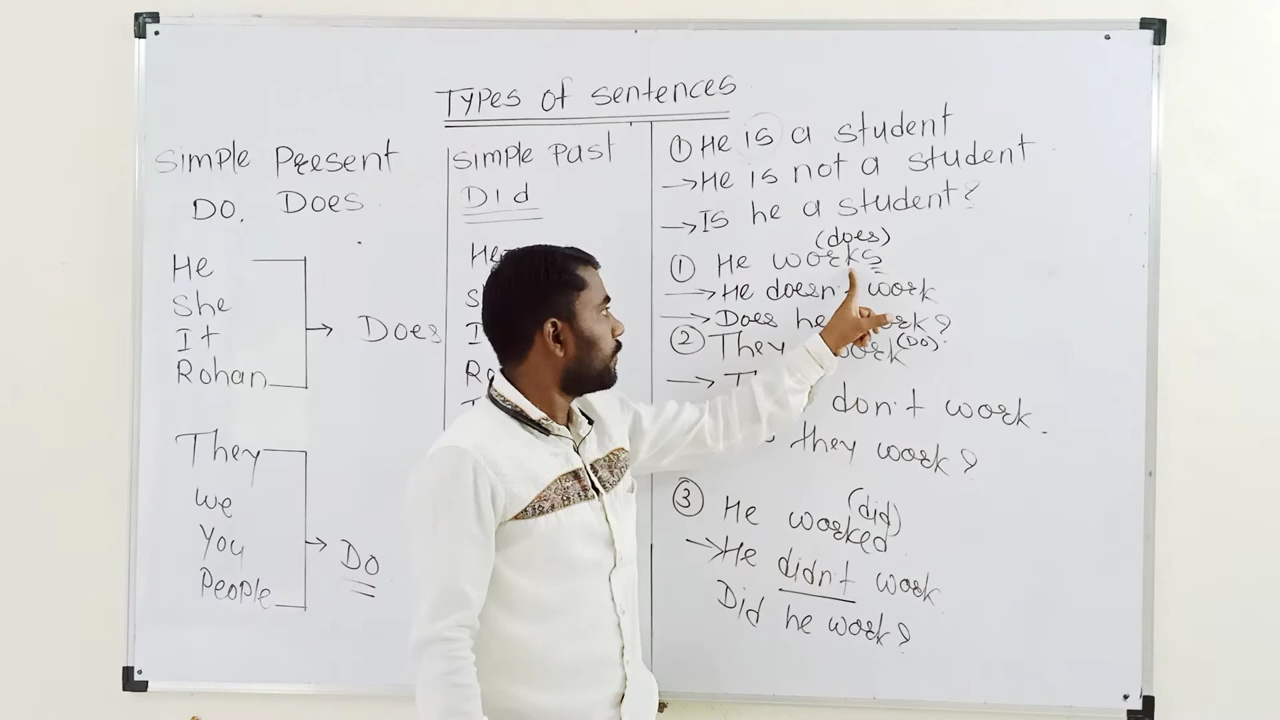 Types of sentences
Simple Present
Do, Does
He
She
It
Rohan
Does
They
we
You
People
Do
Simple Past
Did
He
① He is a student
→ He is not a student
→ Is he a student?
(does)
① He works
→ He doesn't work
→ Does he work?
② They work (Do)
→
don't work.
they work?
③ He worked (did)
→ He didn't work
Did he work?